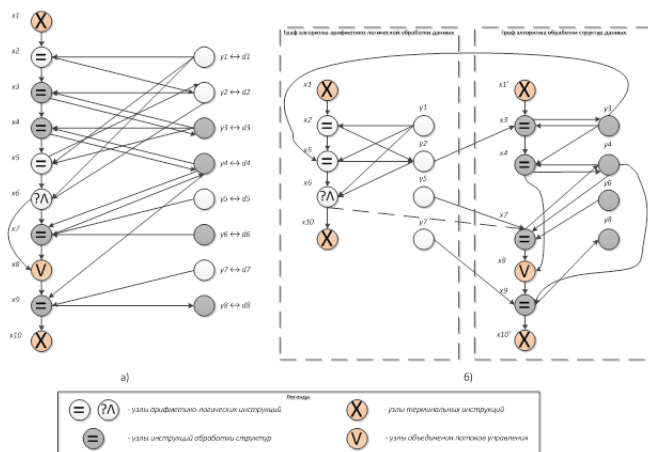 x1
x2
=
y1 ↔ d1
x3
=
y2 ↔ d2
x4
=
y3 ↔ d3
x5
=
y4 ↔ d4
x6
?Λ
y5 ↔ d5
x7
=
y6 ↔ d6
x8
V
y7 ↔ d7
x9
=
y8 ↔ d8
x10
X
а)
Граф алгоритма арифметико-логической обработки данных
x1
X
y1
x2
=
x5
=
y2
x6
?Λ
y5
x10
X
y7
Граф алгоритма обработки структур данных
x1'
X
x3
=
y3
x4
=
y4
y6
x7
=
y8
x8
V
x9
=
x10'
X
б)
Легенда
= ?Λ - узлы арифметико-логических инструкций
X - узлы терминальных инструкций
= - узлы инструкций обработки структур
V - узлы объединения потоков управления